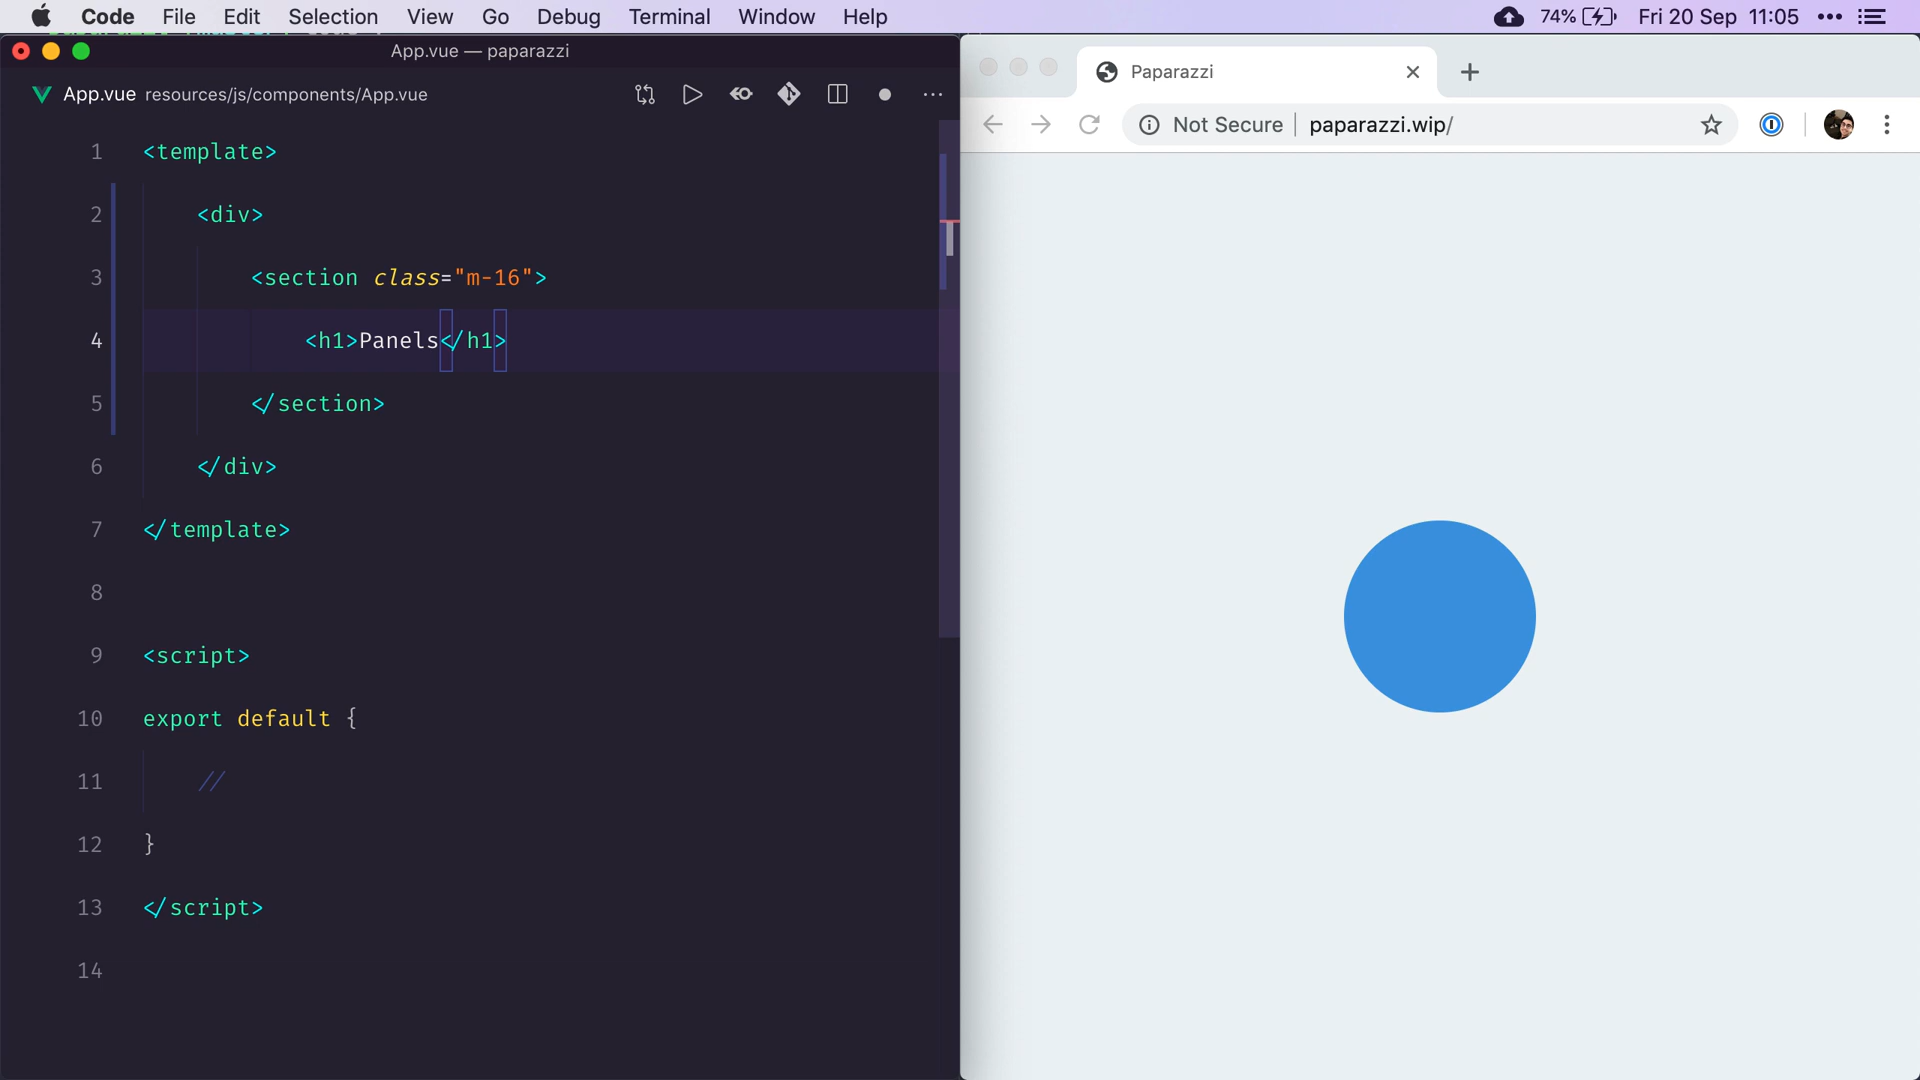 Code File Edit Selection View Go Debug Terminal Window Help 74% Fri 20 Sep 11:05
App.vue — paparazzi
App.vue resources/js/components/App.vue
1 <template>
2 <div>
3 <section class="m-16">
4 <h1>Panels</h1>
5 </section>
6 </div>
7 </template>
8
9 <script>
10 export default {
11 //
12 }
13 </script>
14
Paparazzi
Not Secure | paparazzi.wip/